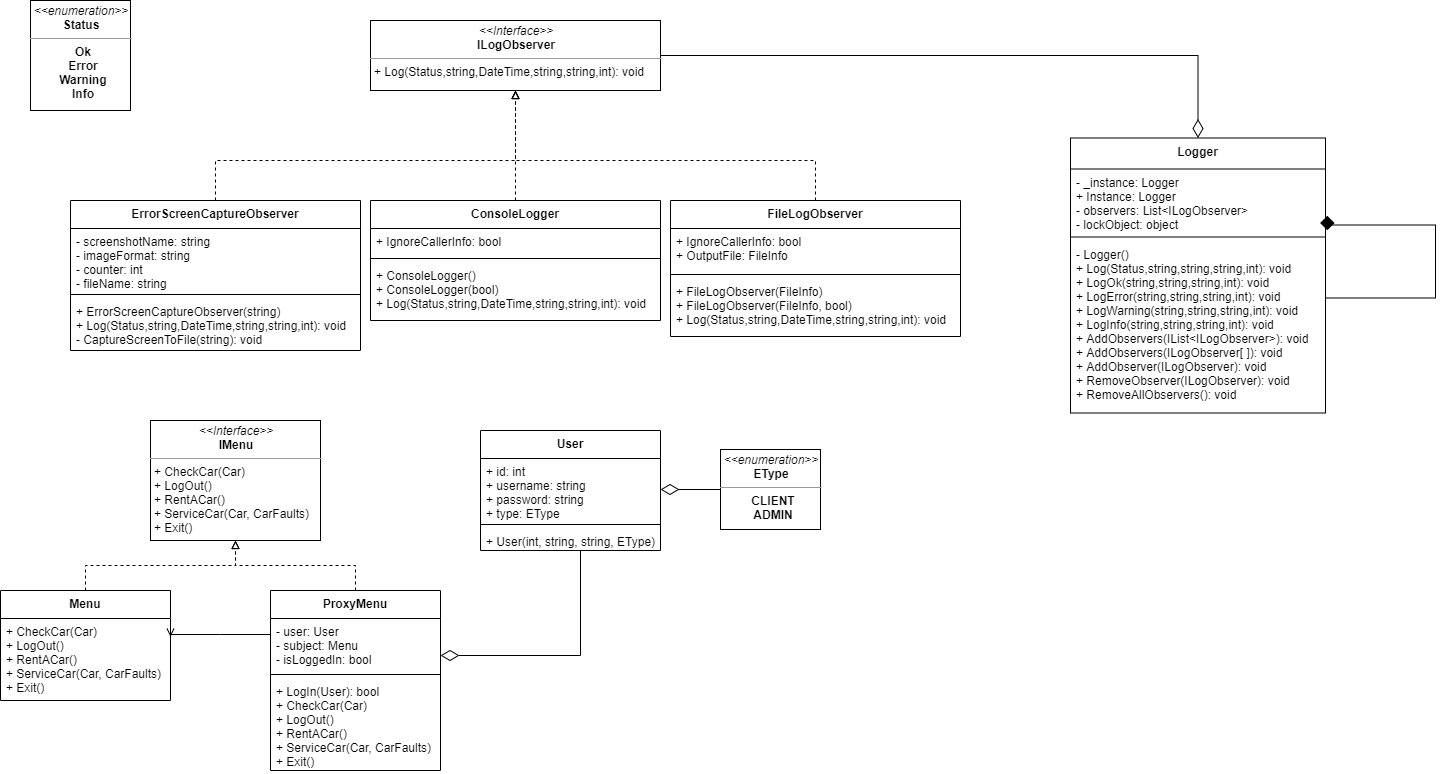 <<enumeration>>
Status
Ok
Error
Warning
Info
<<Interface>>
ILogObserver
+ Log(Status,string,DateTime,string,string,int): void
Logger
- _instance: Logger
+ Instance: Logger
- observers: List<ILogObserver>
- lockObject: object
- Logger()
+ Log(Status,string,string,string,int): void
+ LogOk(string,string,string,int): void
+ LogError(string,string,string,int): void
+ LogWarning(string,string,string,int): void
+ LogInfo(string,string,string,int): void
+ AddObservers(IList<ILogObserver>): void
+ AddObservers(ILogObserver[ ]): void
+ AddObserver(ILogObserver): void
+ RemoveObserver(ILogObserver): void
+ RemoveAllObservers(): void
ErrorScreenCaptureObserver
- screenshotName: string
- imageFormat: string
- counter: int
- fileName: string
+ ErrorScreenCaptureObserver(string)
+ Log(Status,string,DateTime,string,string,int): void
- CaptureScreenToFile(string): void
ConsoleLogger
+ IgnoreCallerInfo: bool
+ ConsoleLogger()
+ ConsoleLogger(bool)
+ Log(Status,string,DateTime,string,string,int): void
FileLogObserver
+ IgnoreCallerInfo: bool
+ OutputFile: FileInfo
+ FileLogObserver(FileInfo)
+ FileLogObserver(FileInfo, bool)
+ Log(Status,string,DateTime,string,string,int): void
<<Interface>>
IMenu
+ CheckCar(Car)
+ LogOut()
+ RentACar()
+ ServiceCar(Car, CarFaults)
+ Exit()
User
+ id: int
+ username: string
+ password: string
+ type: EType
+ User(int, string, string, EType)
<<enumeration>>
EType
CLIENT
ADMIN
Menu
+ CheckCar(Car)
+ LogOut()
+ RentACar()
+ ServiceCar(Car, CarFaults)
+ Exit()
ProxyMenu
- user: User
- subject: Menu
- isLoggedIn: bool
+ LogIn(User): bool
+ CheckCar(Car)
+ LogOut()
+ RentACar()
+ ServiceCar(Car, CarFaults)
+ Exit()